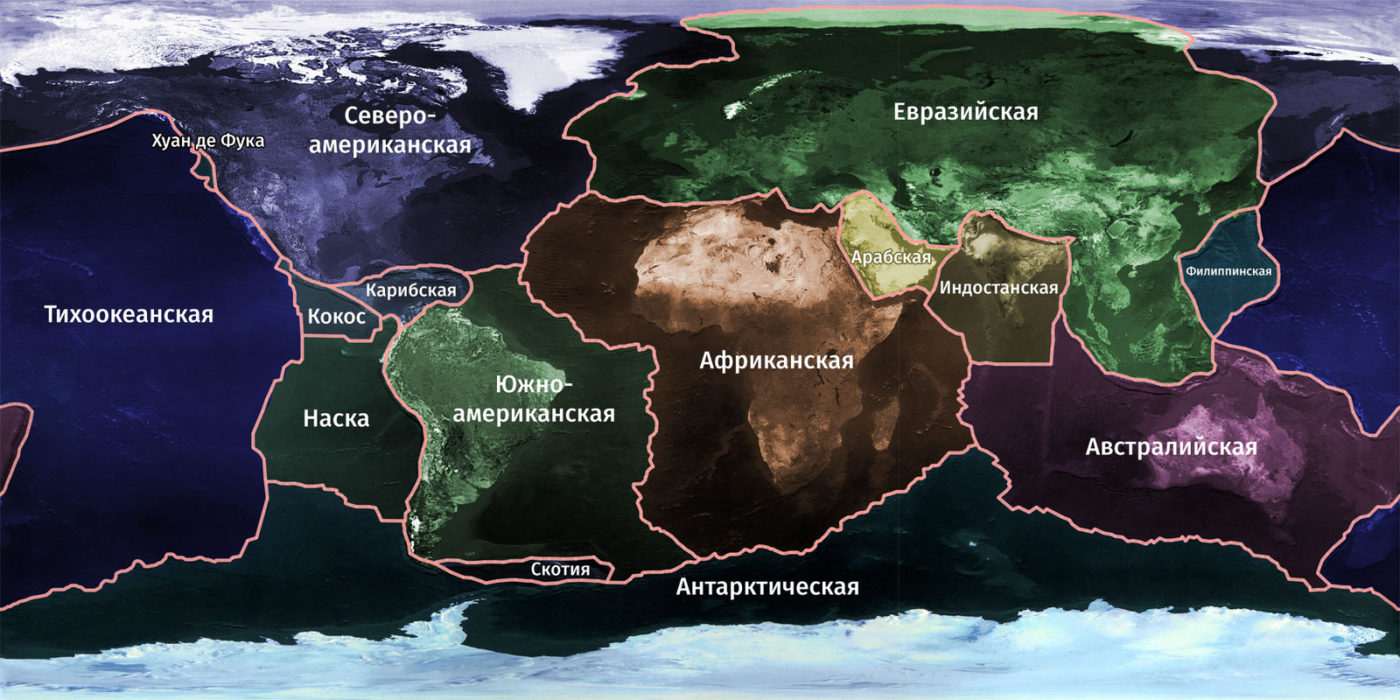 Северо-
американская
Евразийская
Хуан де Фука
Арабская
Филиппинская
Карибская
Индостанская
Тихоокеанская
Кокос
Африканская
Южно-
американская
Наска
Австралийская
Скотия
Антарктическая